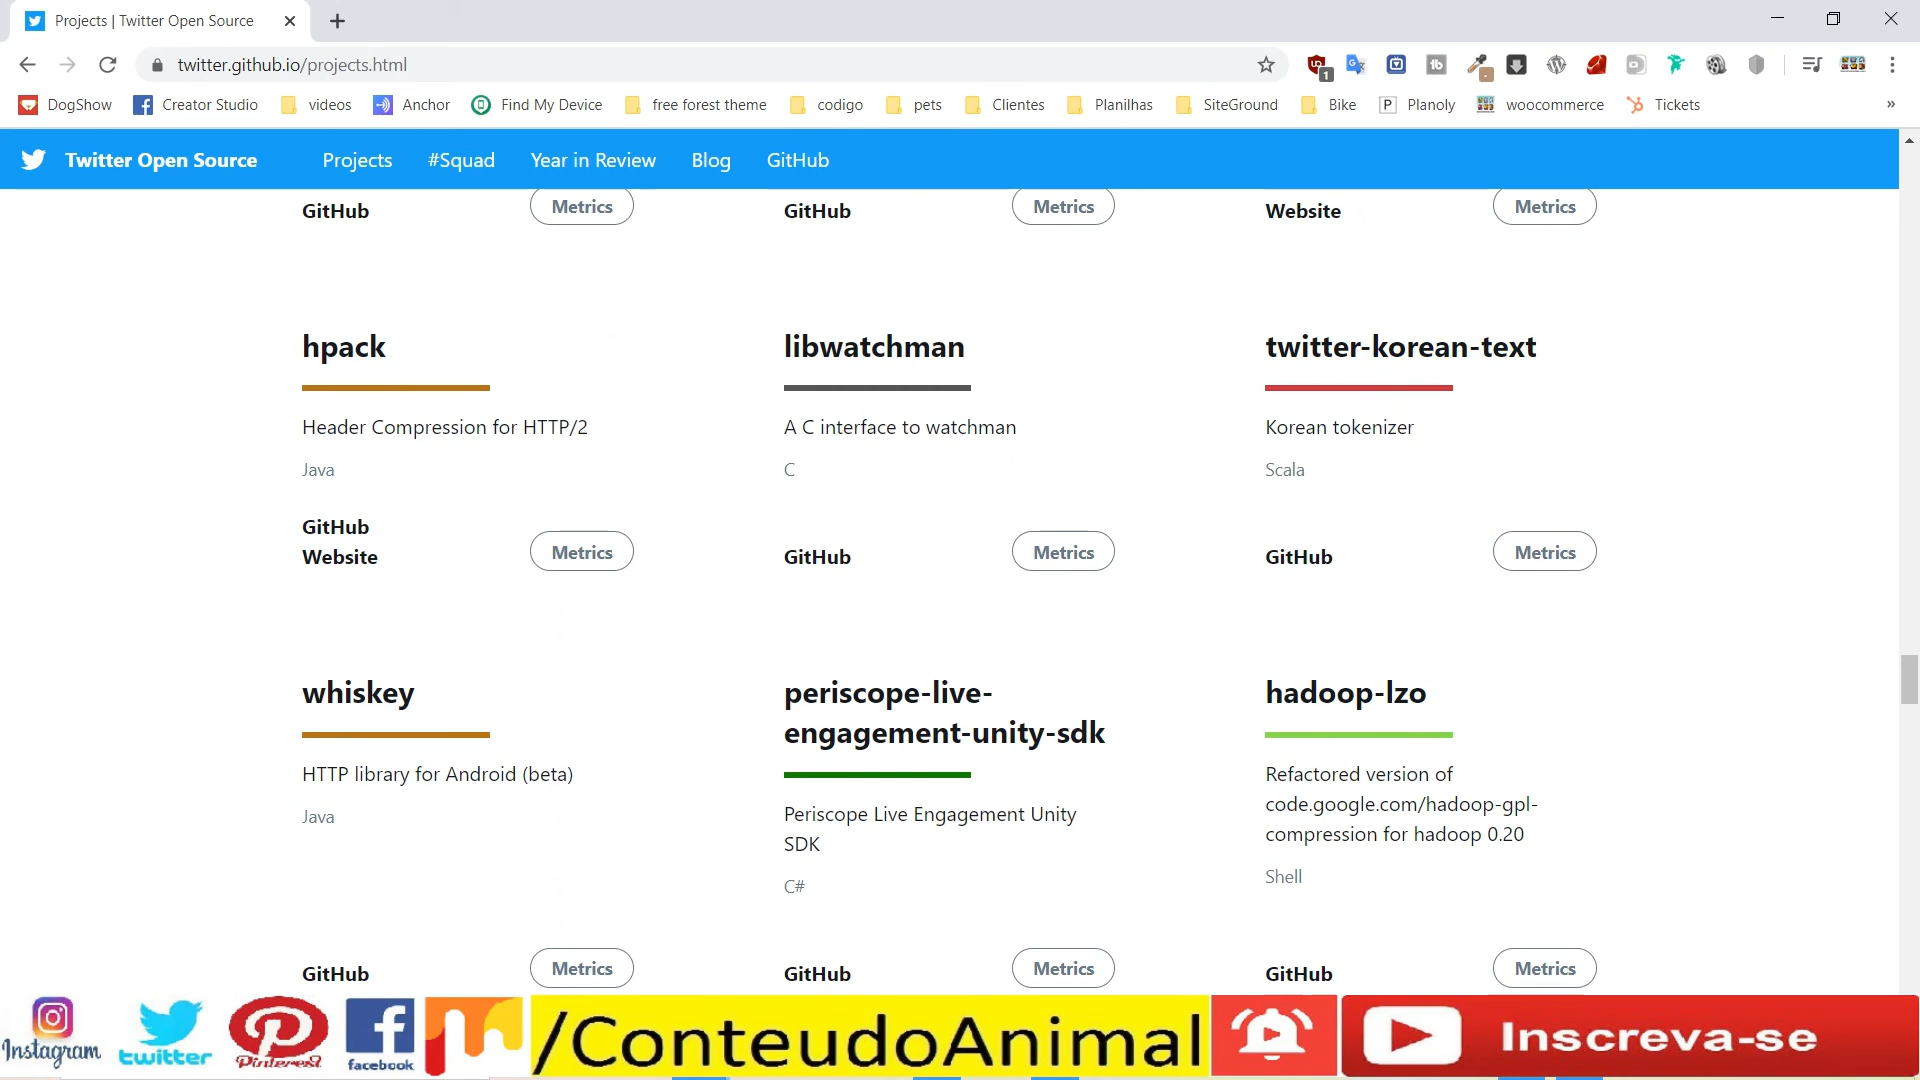 Projects | Twitter Open Source
twitter.github.io/projects.html
1
DogShow Creator Studio videos Anchor Find My Device free forest theme codigo pets Clientes Planilhas SiteGround Bike P Planoly woocommerce Tickets »
Twitter Open Source Projects #Squad Year in Review Blog GitHub
GitHub Metrics GitHub Metrics Website Metrics
hpack libwatchman twitter-korean-text
Header Compression for HTTP/2 A C interface to watchman Korean tokenizer
Java C Scala
GitHub
Website Metrics GitHub Metrics GitHub Metrics
whiskey
HTTP library for Android (beta)
Java
periscope-live-
engagement-unity-sdk
Periscope Live Engagement Unity
SDK
C#
hadoop-lzo
Refactored version of
code.google.com/hadoop-gpl-
compression for hadoop 0.20
Shell
GitHub Metrics GitHub Metrics GitHub Metrics
Instagram twitter Pinterest facebook /ConteudoAnimal Inscreva-se